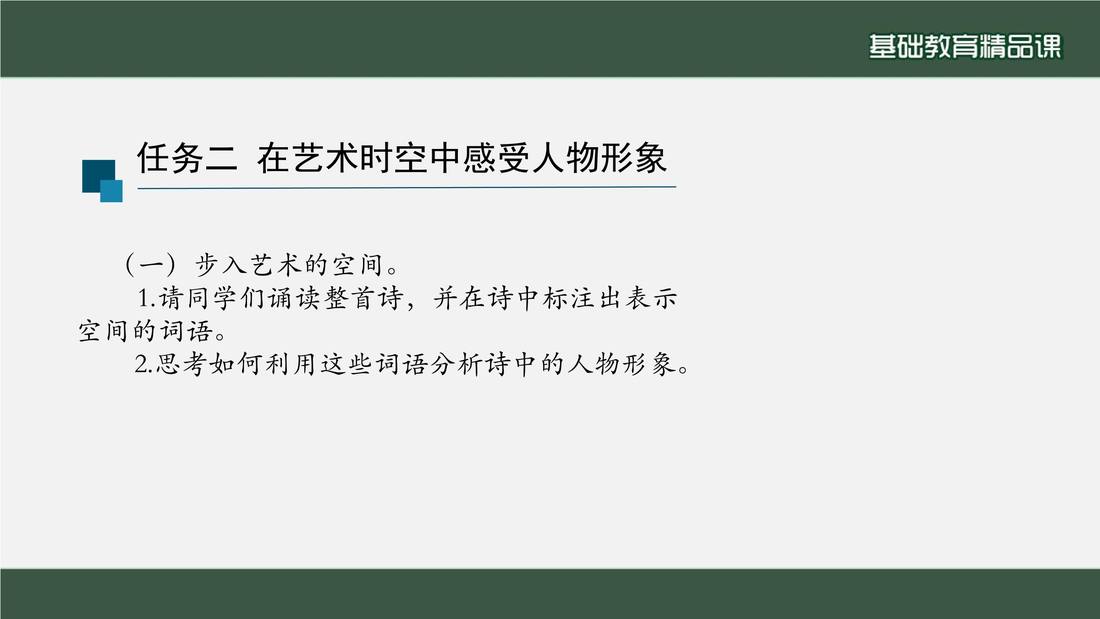 基础教育精品课
任务二 在艺术时空中感受人物形象
（一）步入艺术的空间。
1.请同学们诵读整首诗，并在诗中标注出表示
空间的词语。
2.思考如何利用这些词语分析诗中的人物形象。